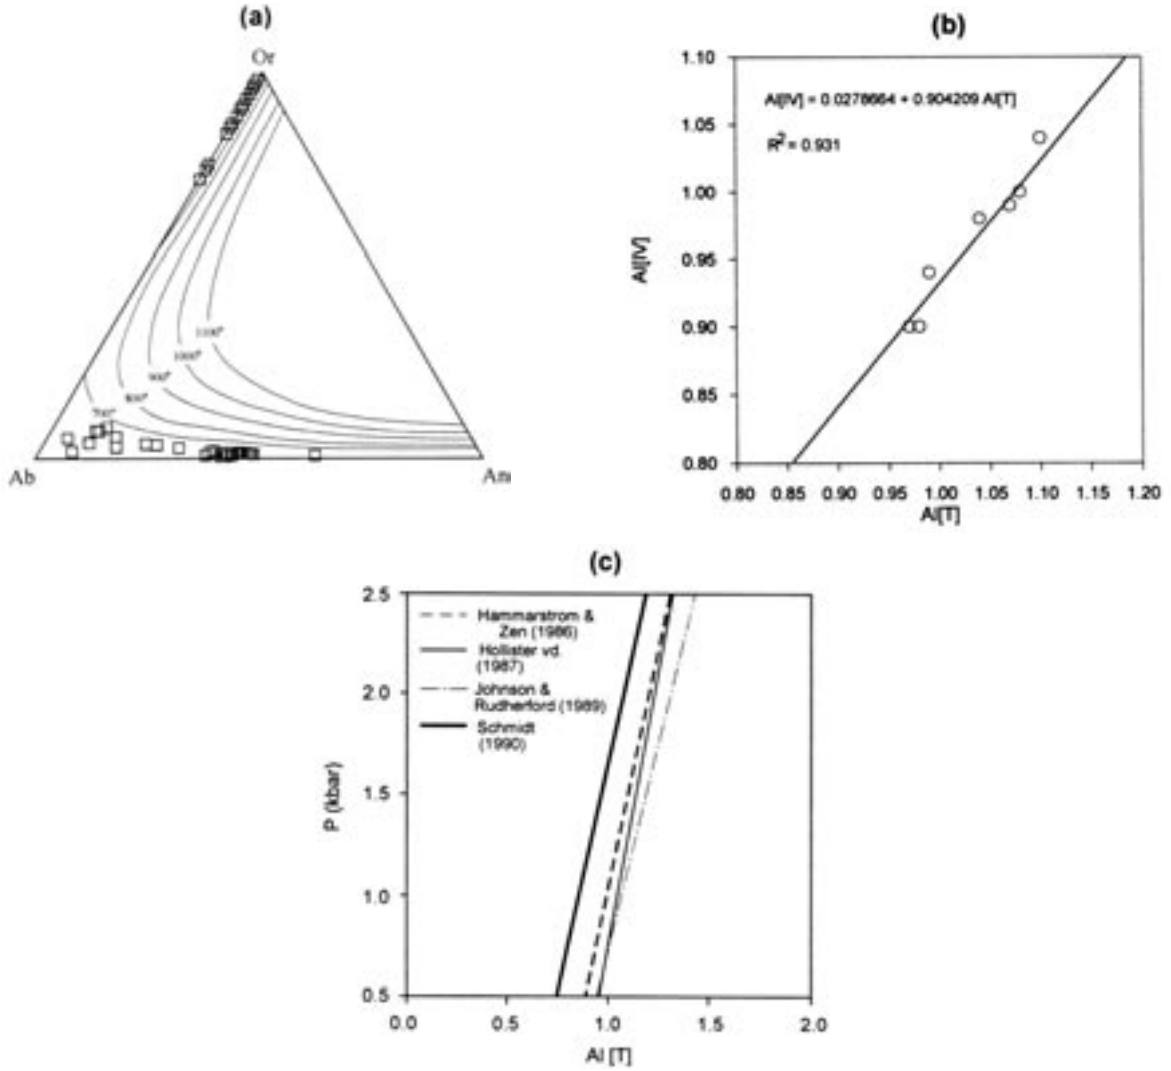 (a)
Or
1100°
1000°
900°
800°
700°
Ab
An
(b)
1.10
Al[IV] = 0.0278664 + 0.904209 Al[T]
1.05
R2 = 0.931
1.00
0.95
0.90
0.85
0.80
Al[IV]
0.80 0.85 0.90 0.95 1.00 1.05 1.10 1.15 1.20
Al[T]
(c)
2.5
Hammarstrom &
Zen (1986)
Hollister vd.
(1987)
2.0
Johnson &
Rudherford (1989)
Schmidt
(1990)
1.5
P (kbar)
1.0
0.5
0.0 0.5 1.0 1.5 2.0
Al [T]